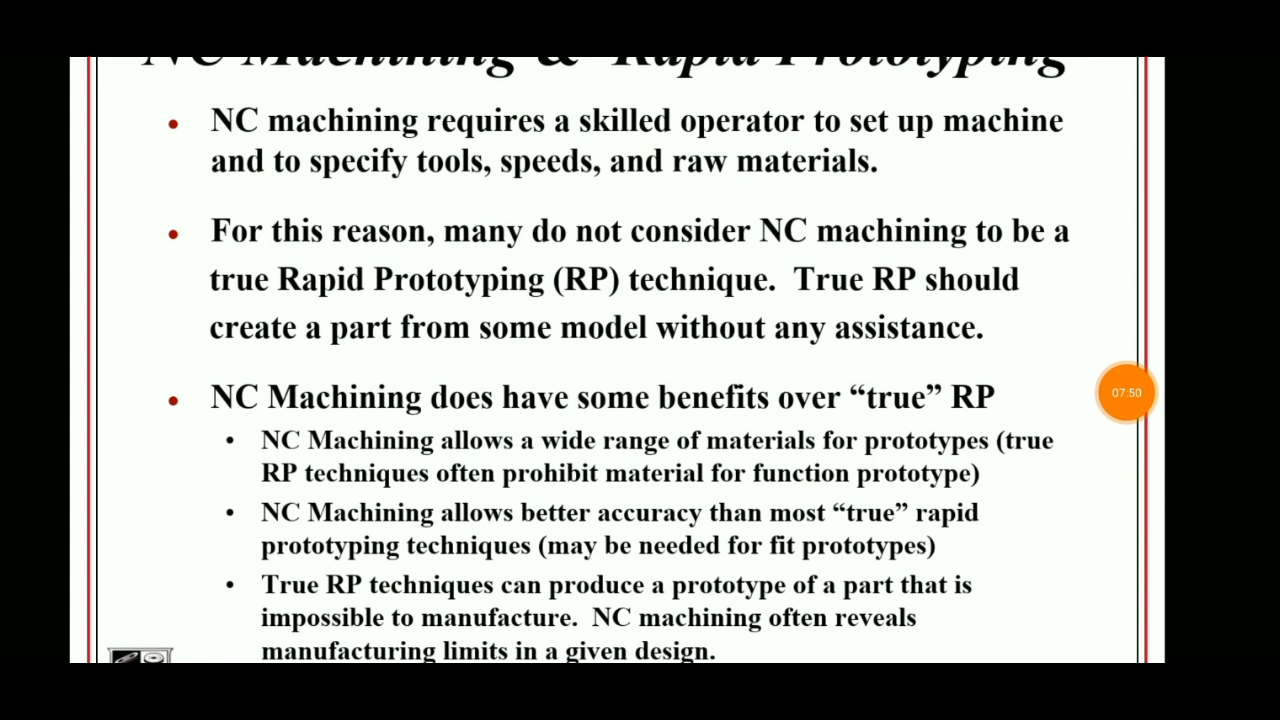 NC Machining & Rapid Prototyping
• NC machining requires a skilled operator to set up machine
and to specify tools, speeds, and raw materials.
• For this reason, many do not consider NC machining to be a
true Rapid Prototyping (RP) technique. True RP should
create a part from some model without any assistance.
• NC Machining does have some benefits over “true” RP
• NC Machining allows a wide range of materials for prototypes (true
RP techniques often prohibit material for function prototype)
• NC Machining allows better accuracy than most “true” rapid
prototyping techniques (may be needed for fit prototypes)
• True RP techniques can produce a prototype of a part that is
impossible to manufacture. NC machining often reveals
manufacturing limits in a given design.
07:50